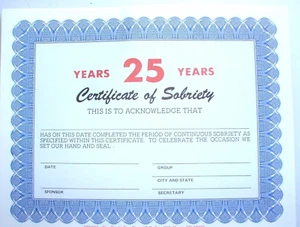 YEARS 25 YEARS
Certificate of Sobriety
THIS IS TO ACKNOWLEDGE THAT
HAS ON THIS DATE COMPLETED THE PERIOD OF CONTINUOUS SOBRIETY AS
SPECIFIED WITHIN THIS CERTIFICATE. TO CELEBRATE THE OCCASION WE
SET OUR HAND AND SEAL.
DATE GROUP
CITY AND STATE
SPONSOR SECRETARY